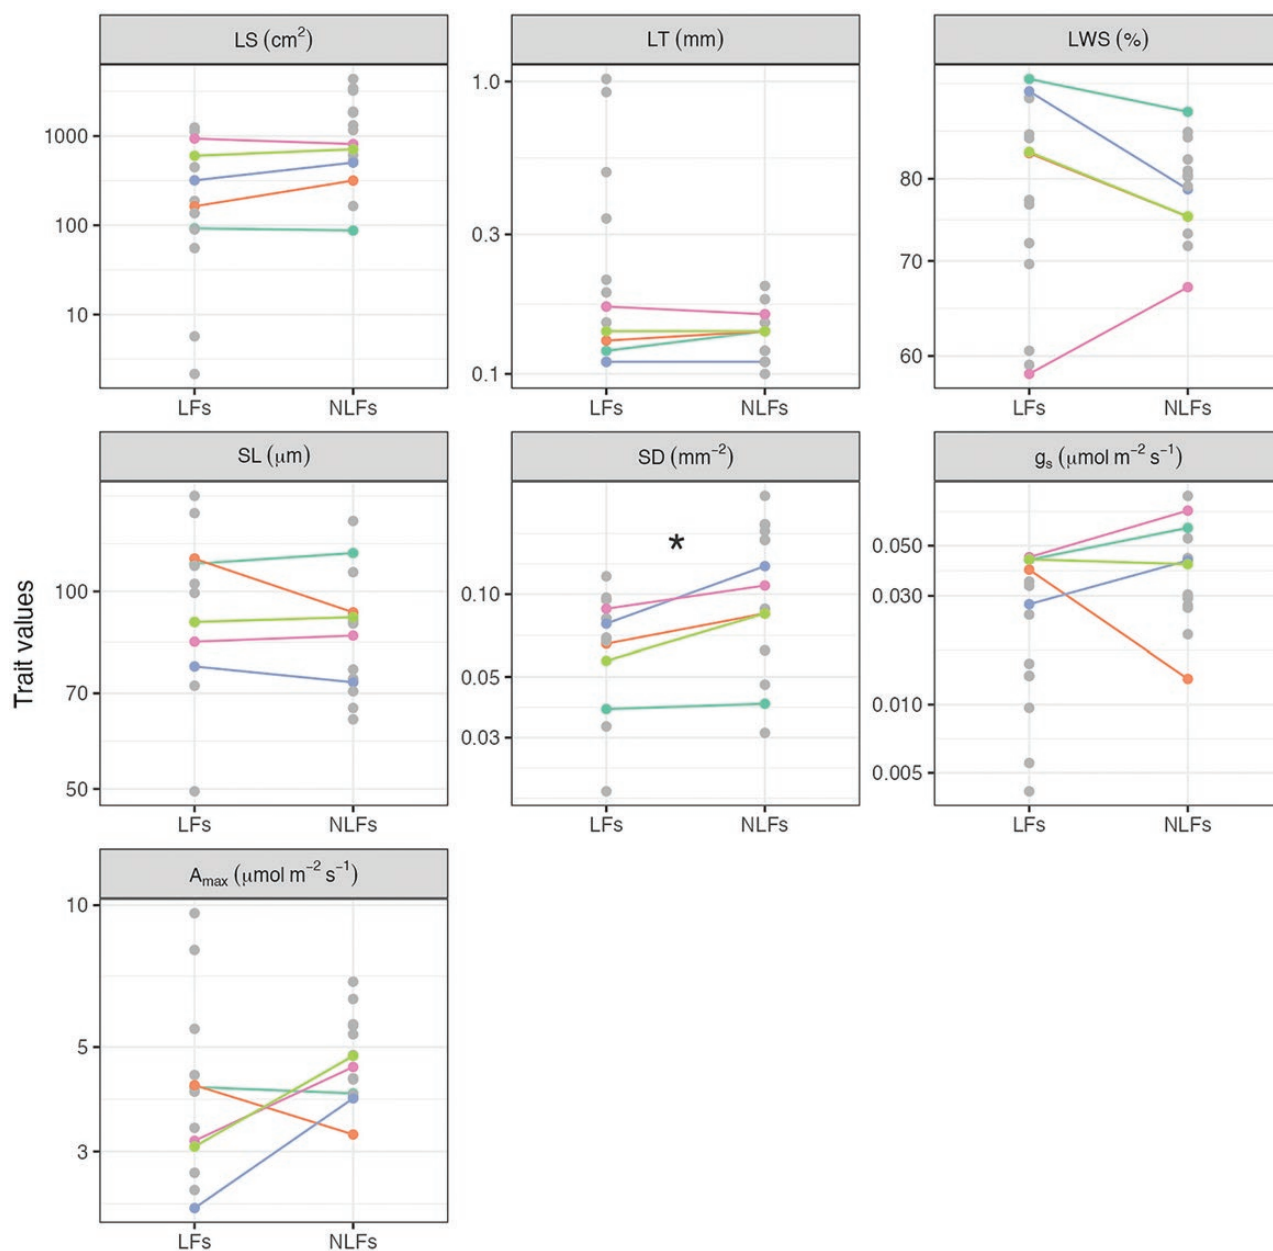 LS (cm²)
LT (mm)
LWS (%)
1000
100
10
LFs
NLFs
1.0
0.3
0.1
LFs
NLFs
80
70
60
LFs
NLFs
Trait values
SL (μm)
SD (mm⁻²)
gₛ (μmol m⁻² s⁻¹)
100
70
50
LFs
NLFs
*
0.10
0.05
0.03
LFs
NLFs
0.050
0.030
0.010
0.005
LFs
NLFs
Aₘₐₓ (μmol m⁻² s⁻¹)
10
5
3
LFs
NLFs